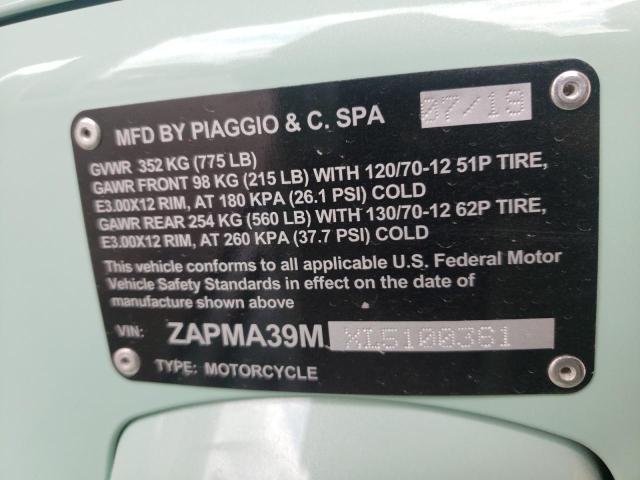 MFD BY PIAGGIO & C. SPA 07/19
GVWR 352 KG (775 LB)
GAWR FRONT 98 KG (215 LB) WITH 120/70-12 51P TIRE,
E3.00X12 RIM, AT 180 KPA (26.1 PSI) COLD
GAWR REAR 254 KG (560 LB) WITH 130/70-12 62P TIRE,
E3.00X12 RIM, AT 260 KPA (37.7 PSI) COLD
This vehicle conforms to all applicable U.S. Federal Motor
Vehicle Safety Standards in effect on the date of
manufacture shown above
VIN: ZAPMA39M XL5100361
TYPE: MOTORCYCLE